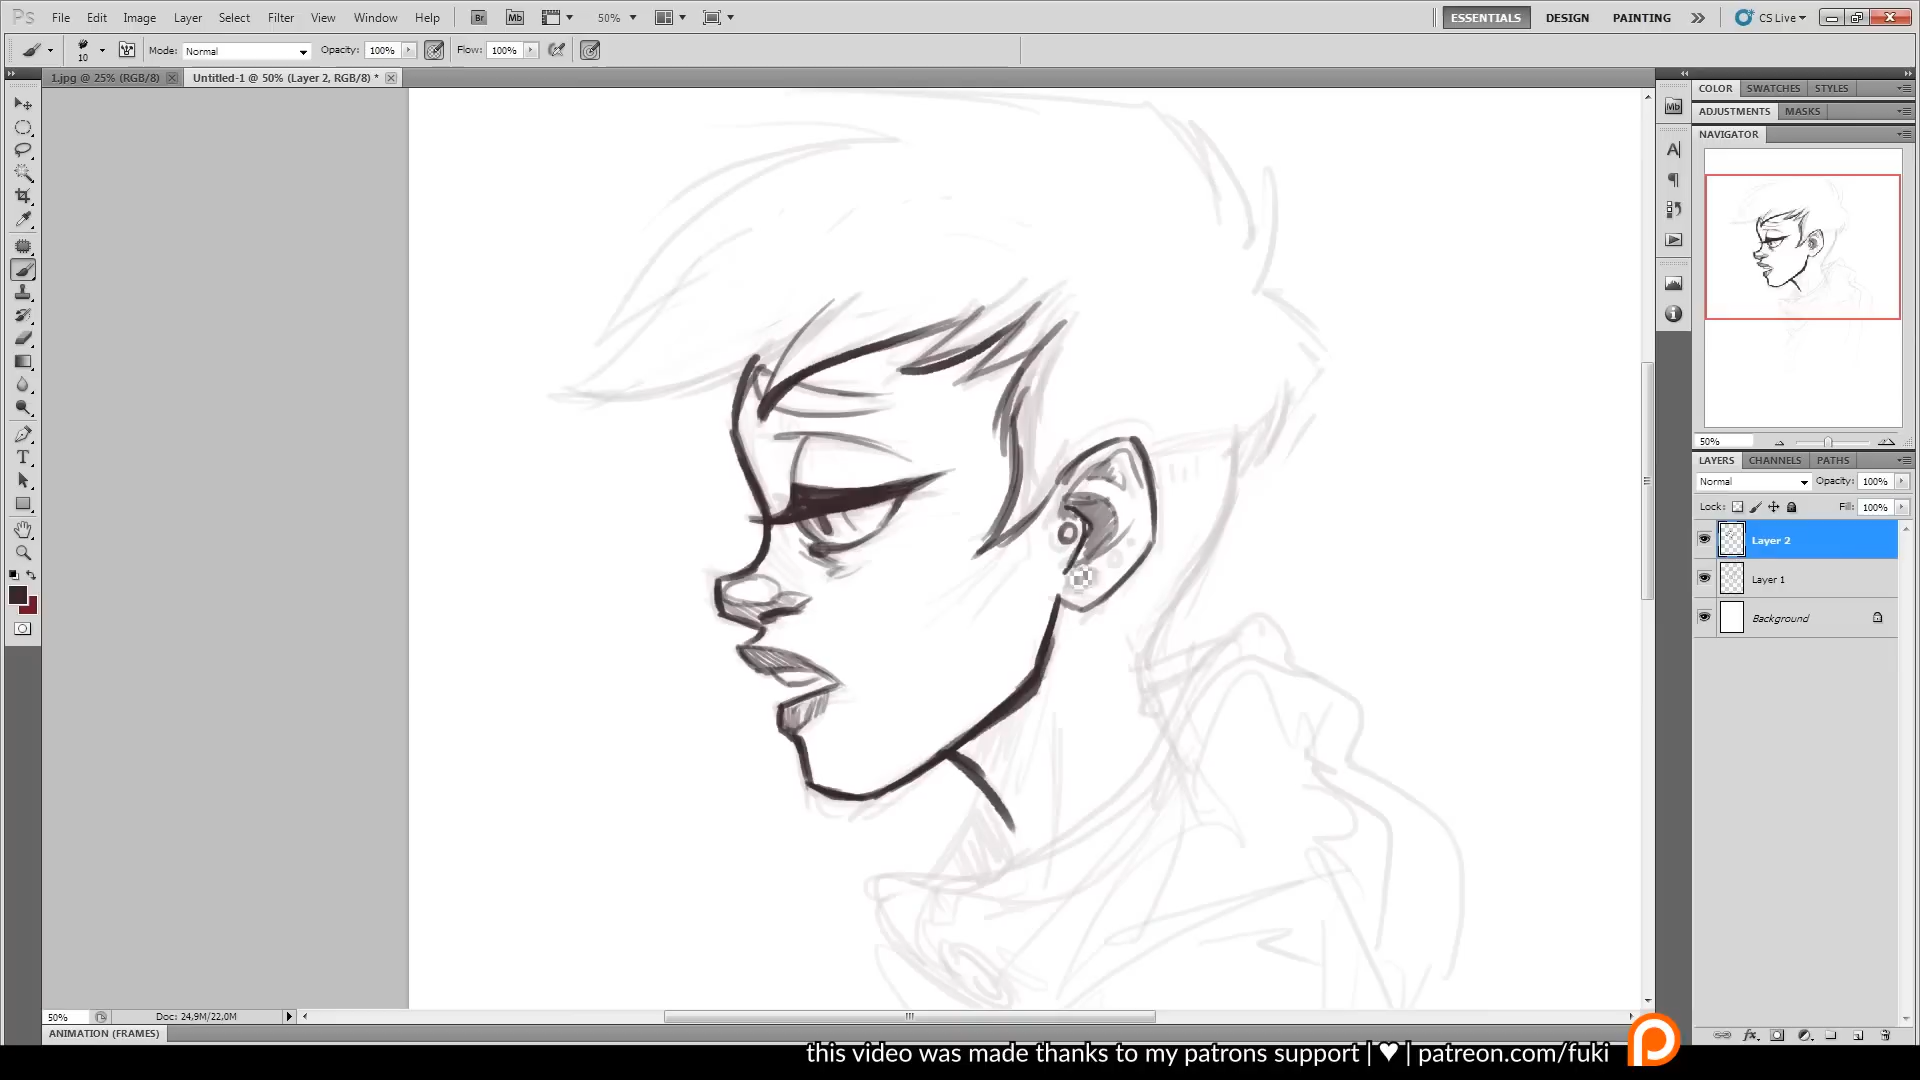 Ps File Edit Image Layer Select Filter Analysis View Window Help Br Mb 50% ESSENTIALS DESIGN PAINTING CS Live
10 Mode: Normal Opacity: 100% Flow: 100%
1.jpg @ 25% (RGB/8) Untitled-1 @ 50% (Layer 2, RGB/8) *
COLOR SWATCHES STYLES
Mb
ADJUSTMENTS MASKS
NAVIGATOR
50%
LAYERS CHANNELS PATHS
Normal Opacity: 100%
Lock: Fill: 100%
Layer 2
Layer 1
Background
50% Doc: 24,9M/22,0M
ANIMATION (FRAMES)
this video was made thanks to my patrons support | ♥ | patreon.com/fuki